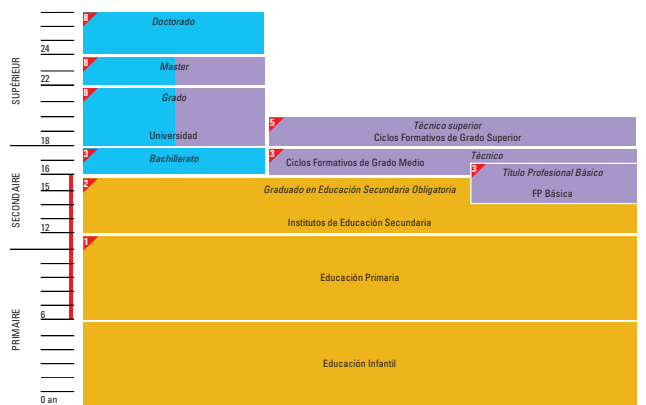 8
Doctorado
24
8
Master
22
8
Grado
Universidad
SUPÉRIEUR
5
Técnico superior
Ciclos Formativos de Grado Superior
18
3
Bachillerato
3
Ciclos Formativos de Grado Medio
Técnico
16
3
Título Profesional Básico
FP Básica
15
2
Graduado en Educación Secundaria Obligatoria
Institutos de Educación Secundaria
SECONDAIRE
12
1
Educación Primaria
6
PRIMAIRE
Educación Infantil
0 an